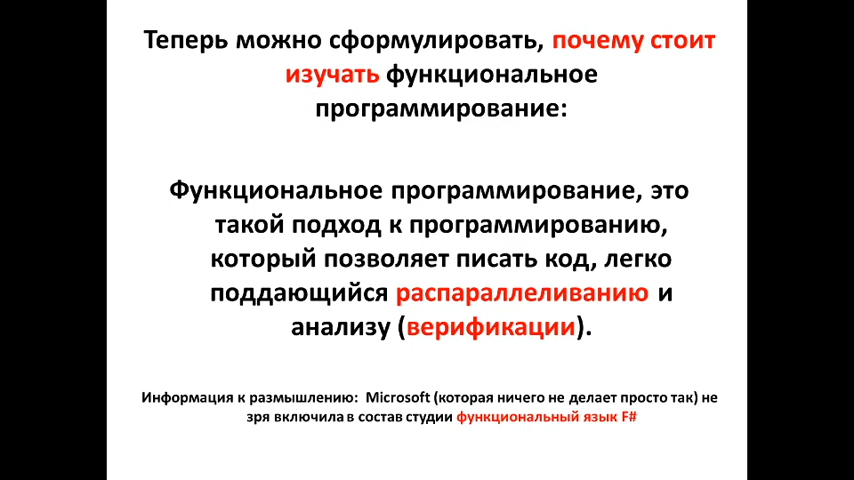 Теперь можно сформулировать, почему стоит
изучать функциональное
программирование:
Функциональное программирование, это
такой подход к программированию,
который позволяет писать код, легко
поддающийся распараллеливанию и
анализу (верификации).
Информация к размышлению: Microsoft (которая ничего не делает просто так) не
зря включила в состав студии функциональный язык F#